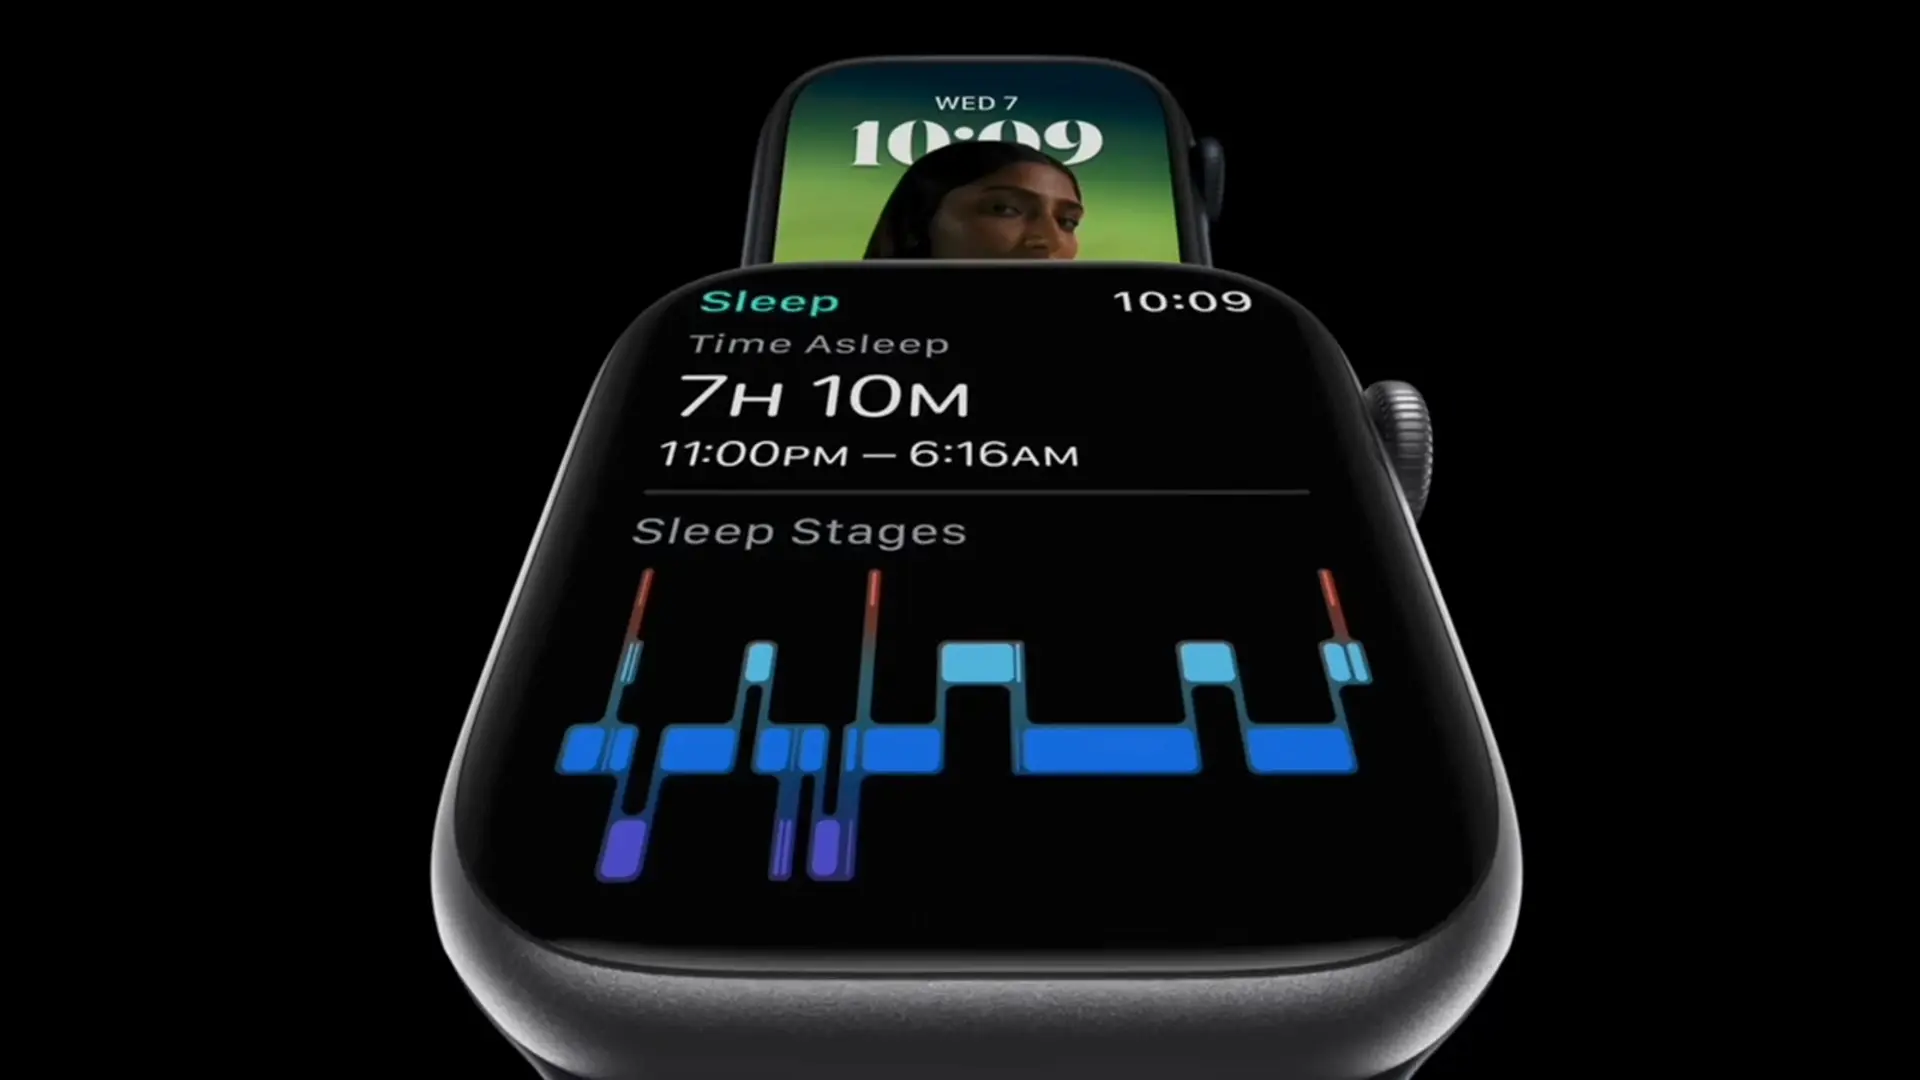 WED 7
10:09
Sleep 10:09
Time Asleep
7H 10M
11:00PM – 6:16AM
Sleep Stages